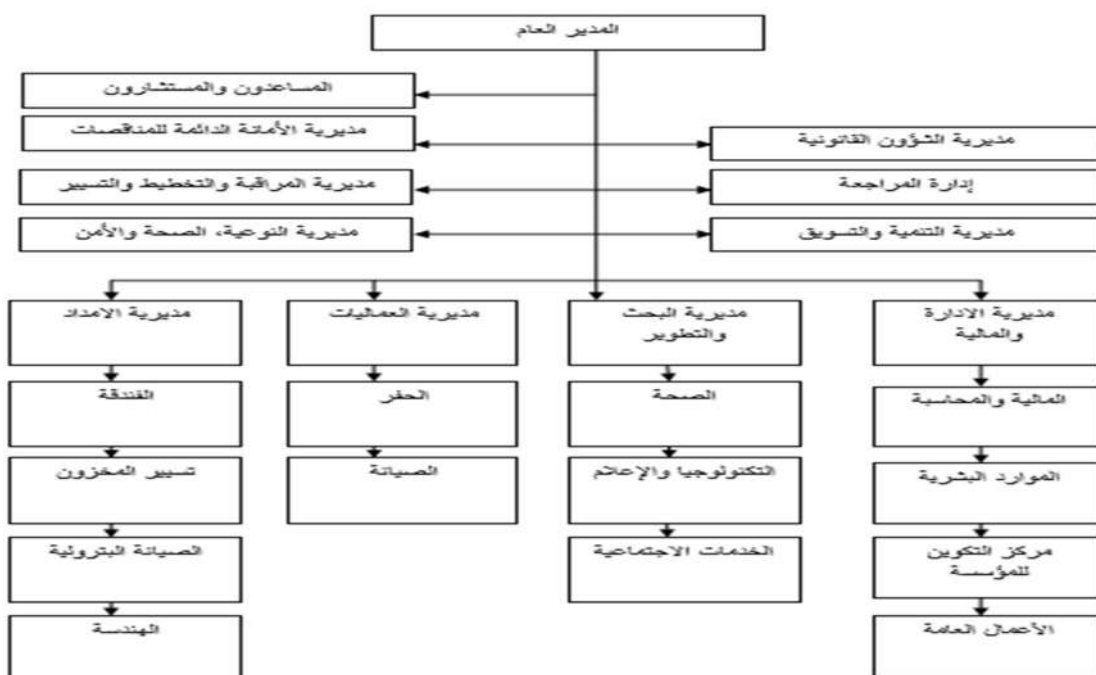 المدير العام
المساعدون والمستشارون
مديرية الأمانة الدائمة للمناقصات
مديرية الشؤون القانونية
مديرية المراقبة والتخطيط والتسيير
إدارة المراجعة
مديرية النوعية، الصحة والأمن
مديرية التنمية والتسويق
مديرية الادارة
والمالية
مديرية البحث
والتطوير
مديرية العماليات
مديرية الامداد
المالية والمحاسبة
الصحة
الحفر
الفندقة
الموارد البشرية
التكنولوجيا والإعلام
الصيانة
تسيير المخزون
مركز التكوين
للمؤسسة
الخدمات الاجتماعية
الصيانة البترولية
الأعمال العامة
الهندسة